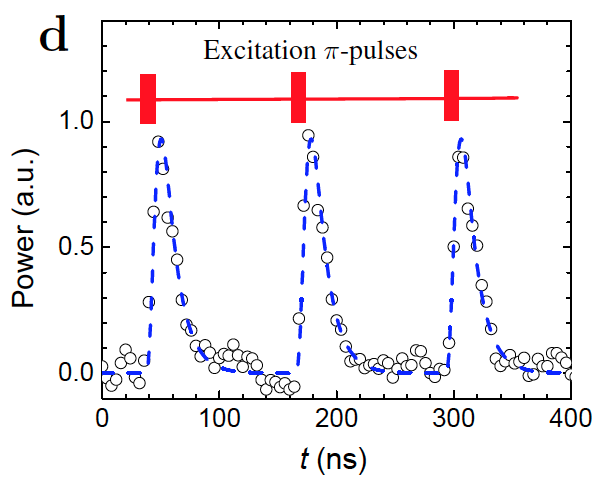 d
Excitation π-pulses
1.0
0.5
0.0
Power (a.u.)
0 100 200 300 400
t (ns)